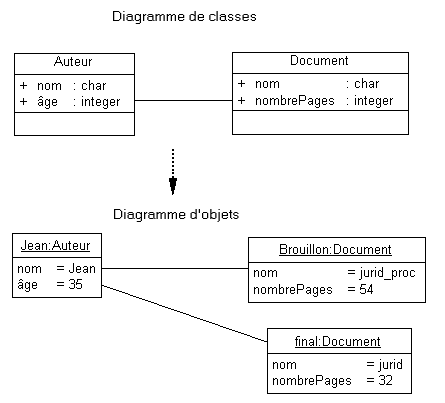 Diagramme de classes
Auteur
+ nom : char
+ âge : integer
Document
+ nom : char
+ nombrePages : integer
Diagramme d'objets
Jean:Auteur
nom = Jean
âge = 35
Brouillon:Document
nom = jurid_proc
nombrePages = 54
final:Document
nom = jurid
nombrePages = 32